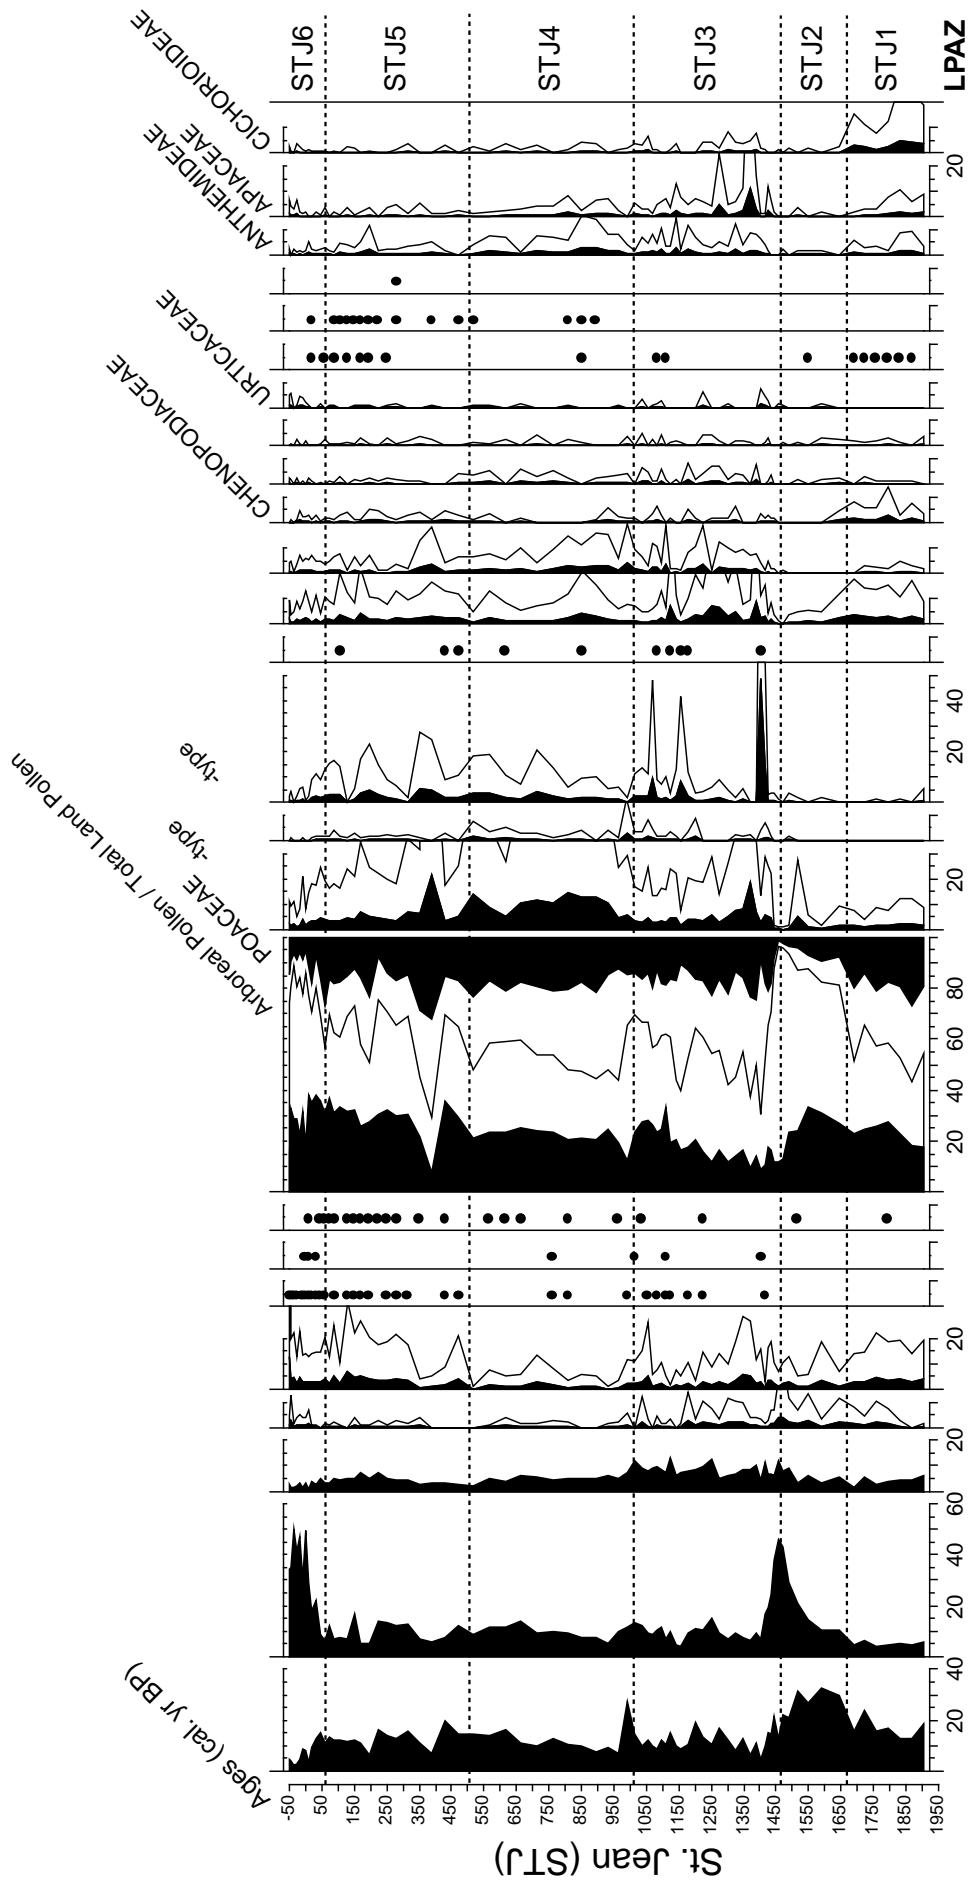 St. Jean (STJ)
Ages (cal. yr BP)
Arboreal Pollen / Total Land Pollen
POACEAE
-type
-type
CHENOPODIACEAE
URTICACEAE
ANTHEMIDEAE
APIACEAE
CICHORIOIDEAE
-50
50
150
250
350
450
550
650
750
850
950
1050
1150
1250
1350
1450
1550
1650
1750
1850
1950
STJ6
STJ5
STJ4
STJ3
STJ2
STJ1
LPAZ
20 40
20 40 60
20
20
20 40 60 80
20
20 40
20